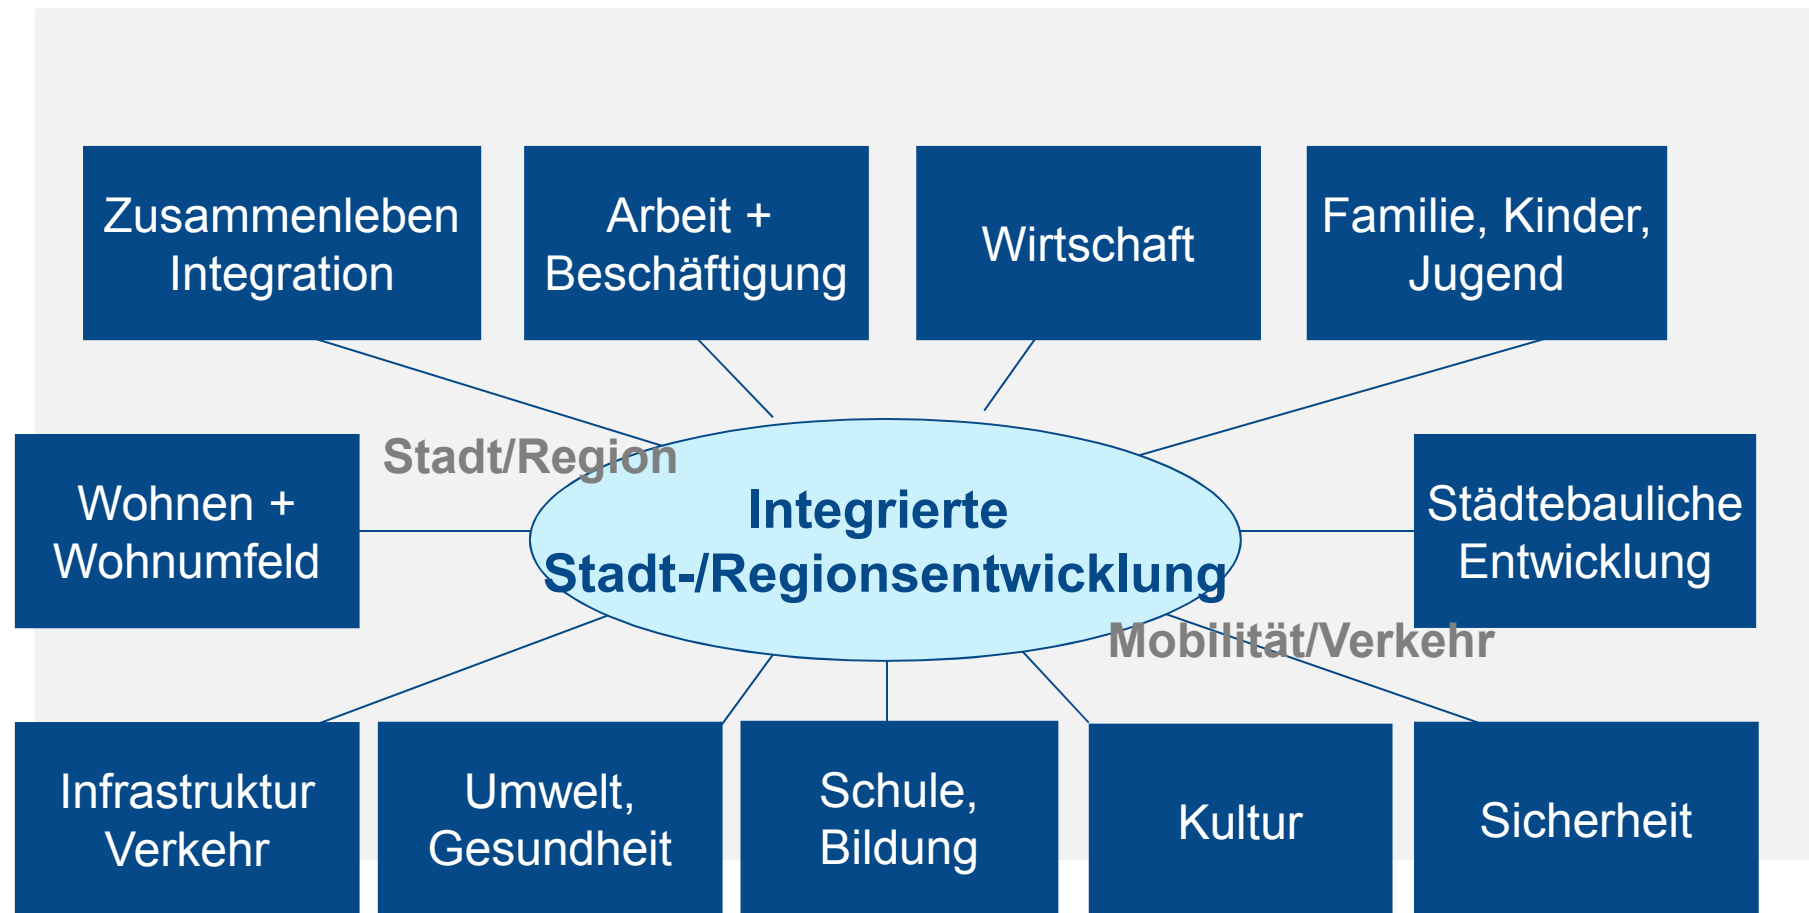 Zusammenleben
Integration
Arbeit +
Beschäftigung
Wirtschaft
Familie, Kinder,
Jugend
Stadt/Region
Wohnen +
Wohnumfeld
Integrierte
Stadt-/Regionsentwicklung
Städtebauliche
Entwicklung
Mobilität/Verkehr
Infrastruktur
Verkehr
Umwelt,
Gesundheit
Schule,
Bildung
Kultur
Sicherheit